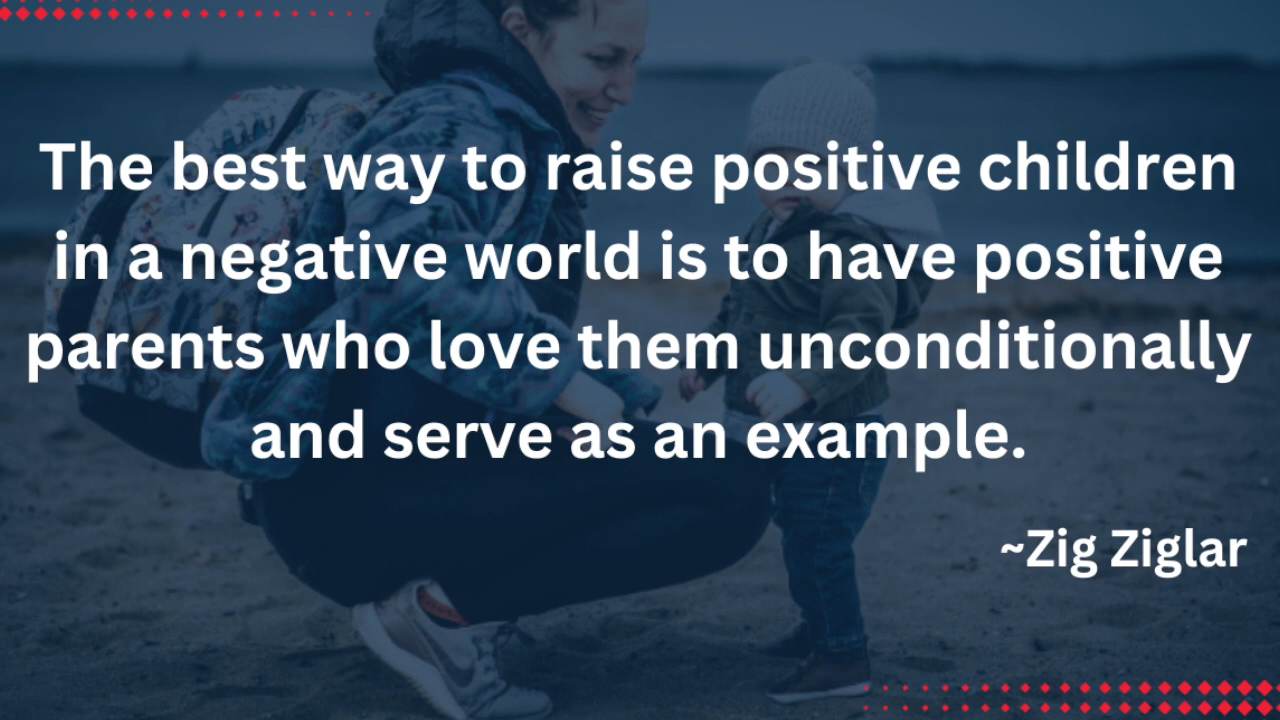 The best way to raise positive children
in a negative world is to have positive
parents who love them unconditionally
and serve as an example.
~Zig Ziglar